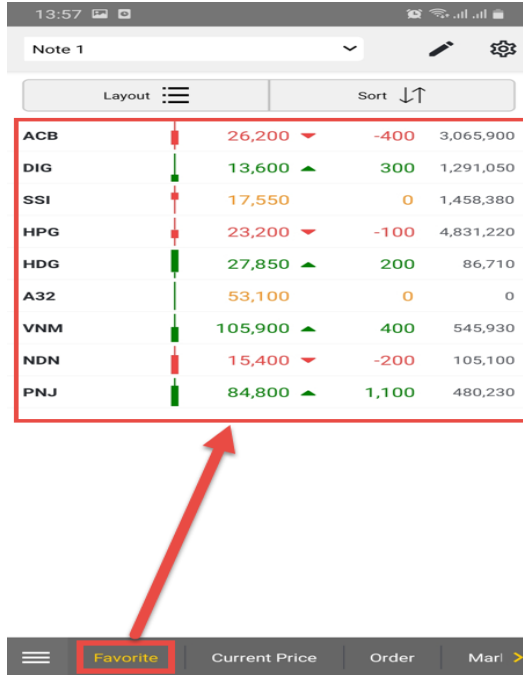 13:57
Note 1
Layout Sort
ACB 26,200 -400 3,065,900
DIG 13,600 300 1,291,050
SSI 17,550 0 1,458,380
HPG 23,200 -100 4,831,220
HDG 27,850 200 86,710
A32 53,100 0 0
VNM 105,900 400 545,930
NDN 15,400 -200 105,100
PNJ 84,800 1,100 480,230
Favorite Current Price Order Marl